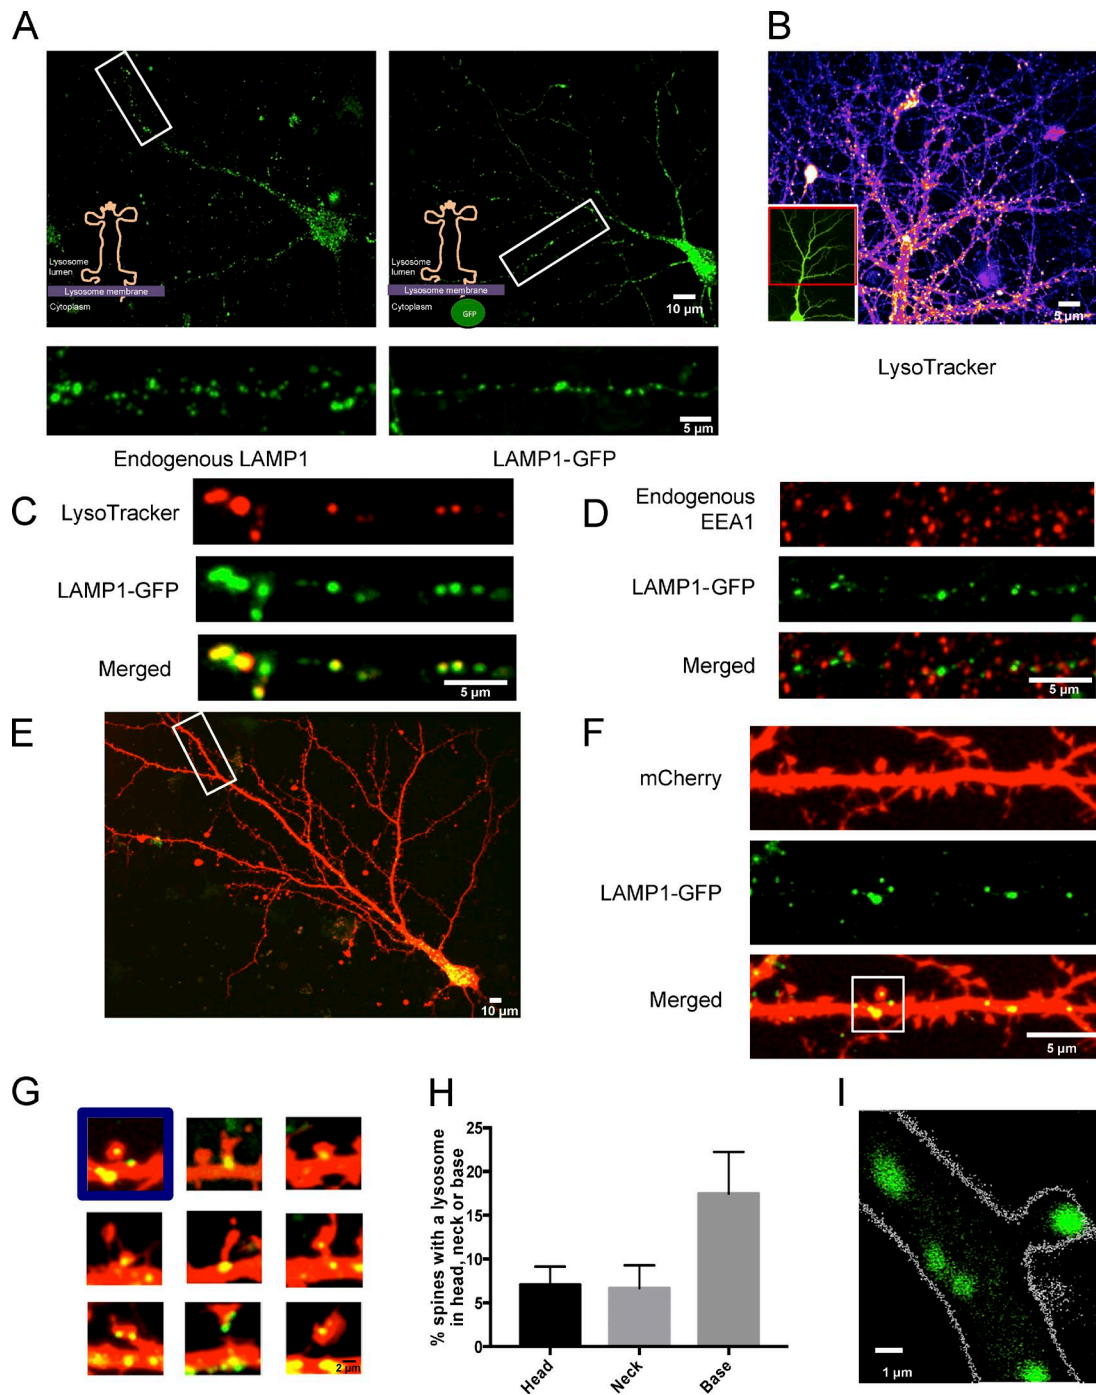 A
Lysosome
lumen
Lysosome membrane
Cytoplasm
Lysosome
lumen
Lysosome membrane
Cytoplasm
GFP
10 µm
5 µm
Endogenous LAMP1
LAMP1-GFP
B
5 µm
LysoTracker
C
LysoTracker
LAMP1-GFP
Merged
5 µm
D
Endogenous
EEA1
LAMP1-GFP
Merged
5 µm
E
10 µm
F
mCherry
LAMP1-GFP
Merged
5 µm
G
2 µm
H
% spines with a lysosome
in head, neck or base
25
20
15
10
5
0
Head
Neck
Base
I
1 µm